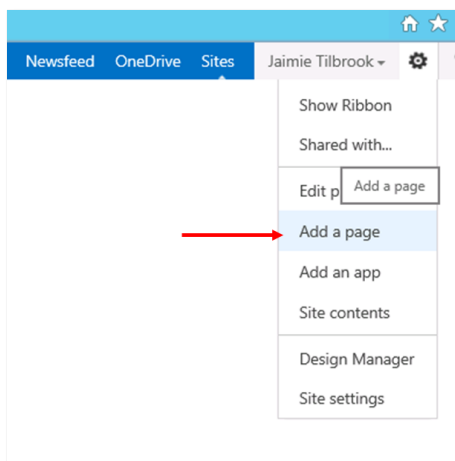 Newsfeed OneDrive Sites Jaimie Tilbrook
Show Ribbon
Shared with...
Edit p
Add a page
Add a page
Add an app
Site contents
Design Manager
Site settings